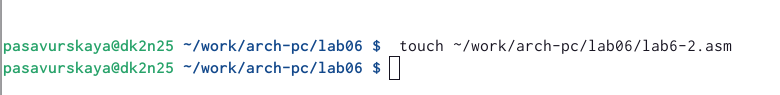 pasavurskaya@dk2n25 ~/work/arch-pc/lab06 $  touch ~/work/arch-pc/lab06/lab6-2.asm
pasavurskaya@dk2n25 ~/work/arch-pc/lab06 $